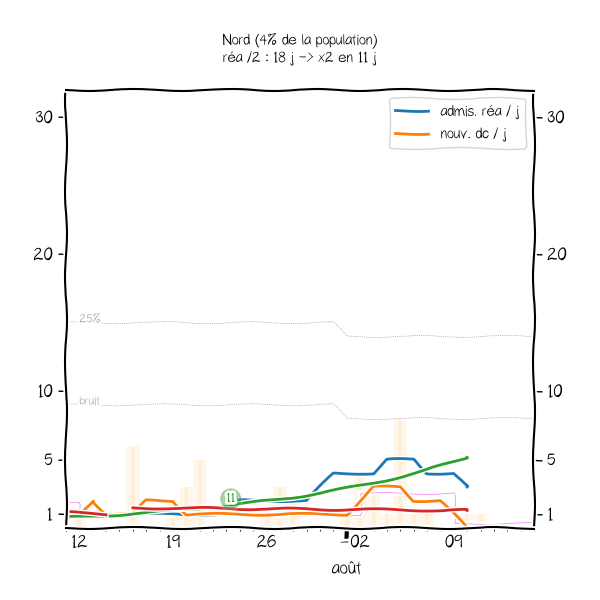 Nord (4% de la population)
réa /2 : 18 j -> x2 en 11 j
admis. réa / j
nouv. dc / j
30
30
20
20
25%
10
10
bruit
5
5
11
1
1
12
19
26
02
09
août